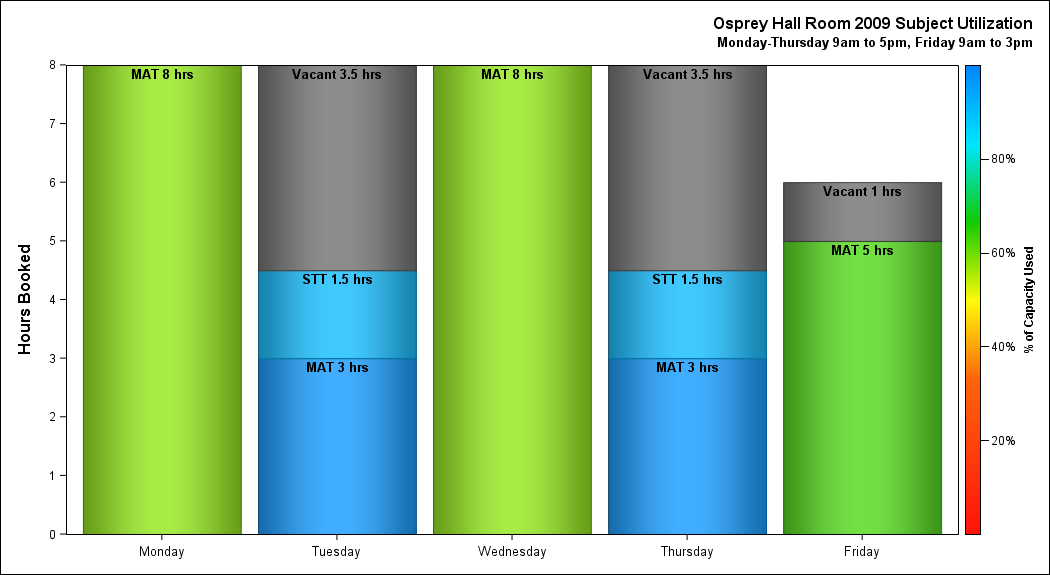 Osprey Hall Room 2009 Subject Utilization
Monday-Thursday 9am to 5pm, Friday 9am to 3pm
Hours Booked
8
7
6
5
4
3
2
1
0
MAT 8 hrs
Vacant 3.5 hrs
STT 1.5 hrs
MAT 3 hrs
MAT 8 hrs
Vacant 3.5 hrs
STT 1.5 hrs
MAT 3 hrs
Vacant 1 hrs
MAT 5 hrs
Monday
Tuesday
Wednesday
Thursday
Friday
80%
60%
40%
20%
% of Capacity Used